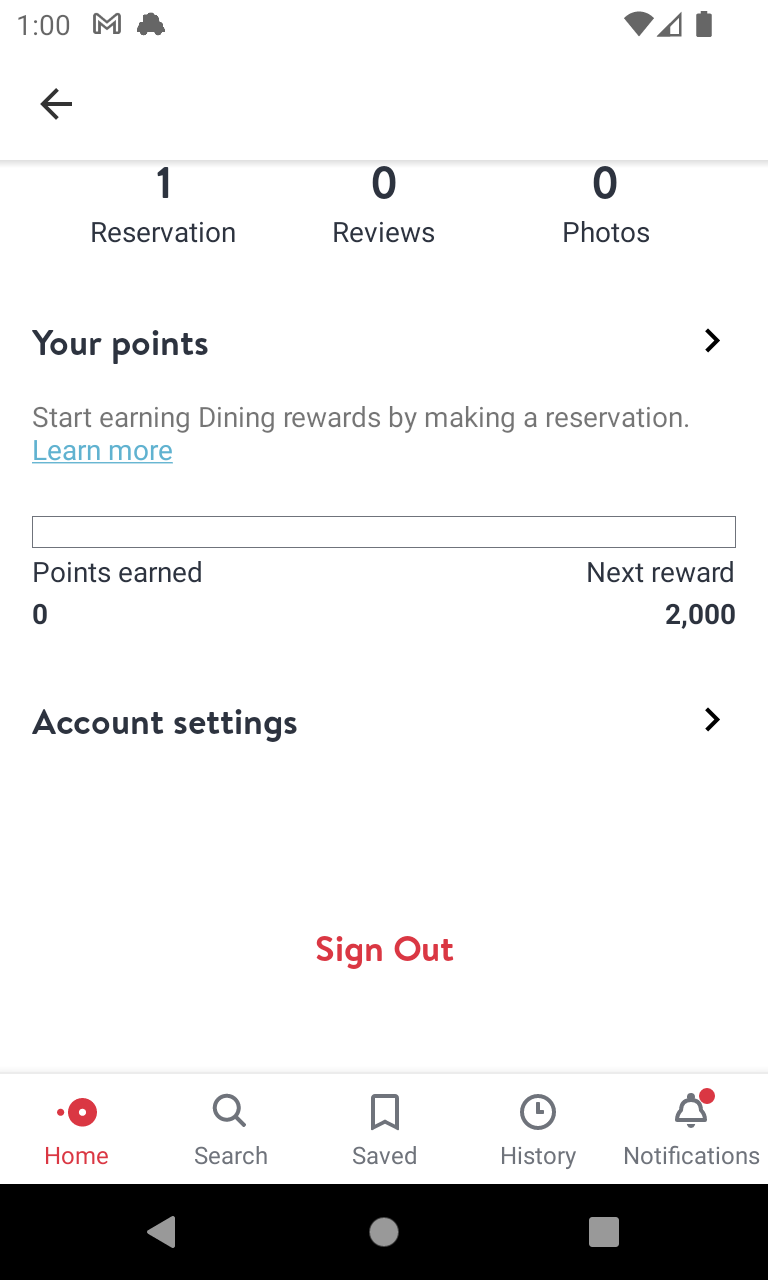 1:00
1 0 0
Reservation Reviews Photos
Your points
Start earning Dining rewards by making a reservation.
Learn more
Points earned Next reward
0 2,000
Account settings
Sign Out
Home Search Saved History Notifications